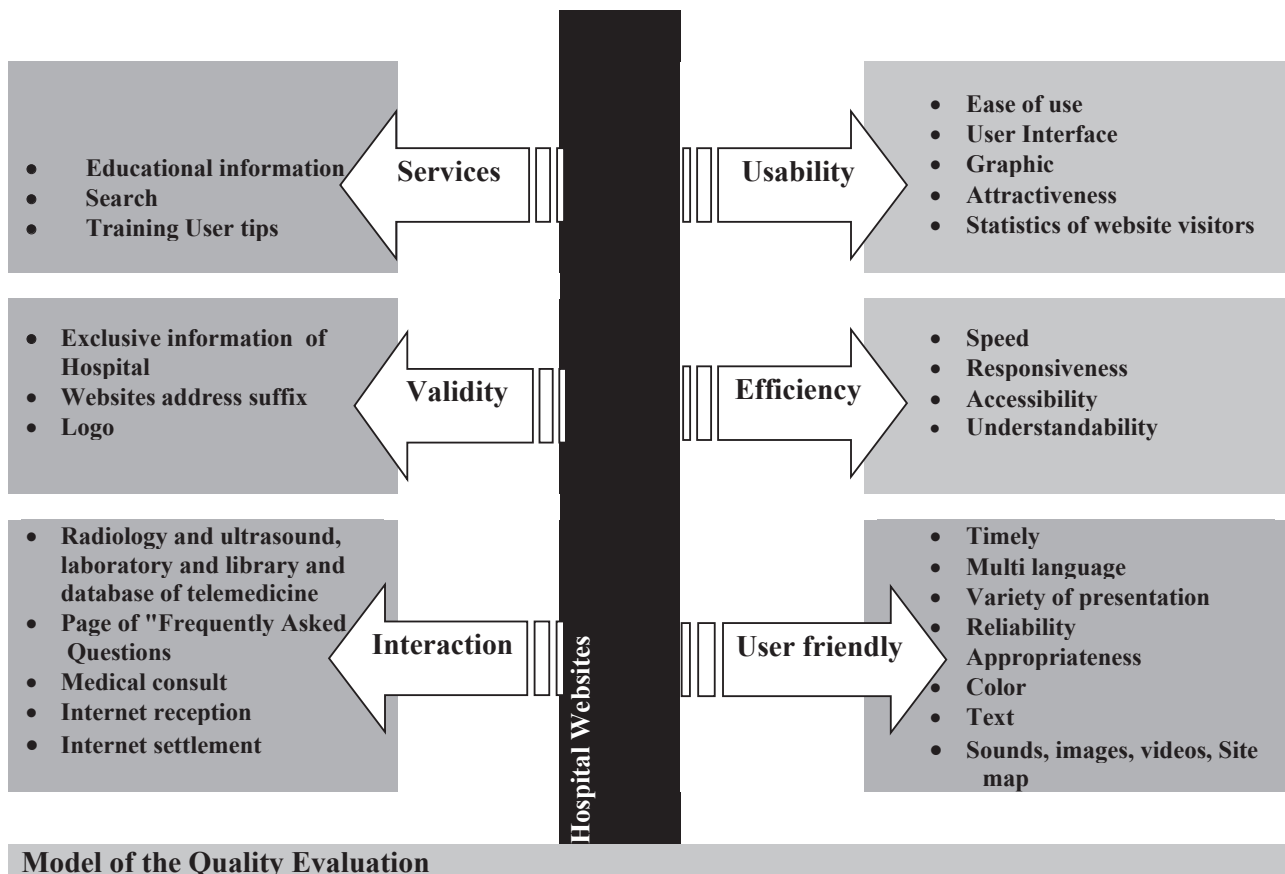 Services
• Educational information
• Search
• Training User tips
Usability
• Ease of use
• User Interface
• Graphic
• Attractiveness
• Statistics of website visitors
Validity
• Exclusive information of
Hospital
• Websites address suffix
• Logo
Efficiency
• Speed
• Responsiveness
• Accessibility
• Understandability
Interaction
• Radiology and ultrasound,
laboratory and library and
database of telemedicine
• Page of "Frequently Asked
Questions
• Medical consult
• Internet reception
• Internet settlement
User friendly
• Timely
• Multi language
• Variety of presentation
• Reliability
• Appropriateness
• Color
• Text
• Sounds, images, videos, Site
map
Hospital Websites
Model of the Quality Evaluation